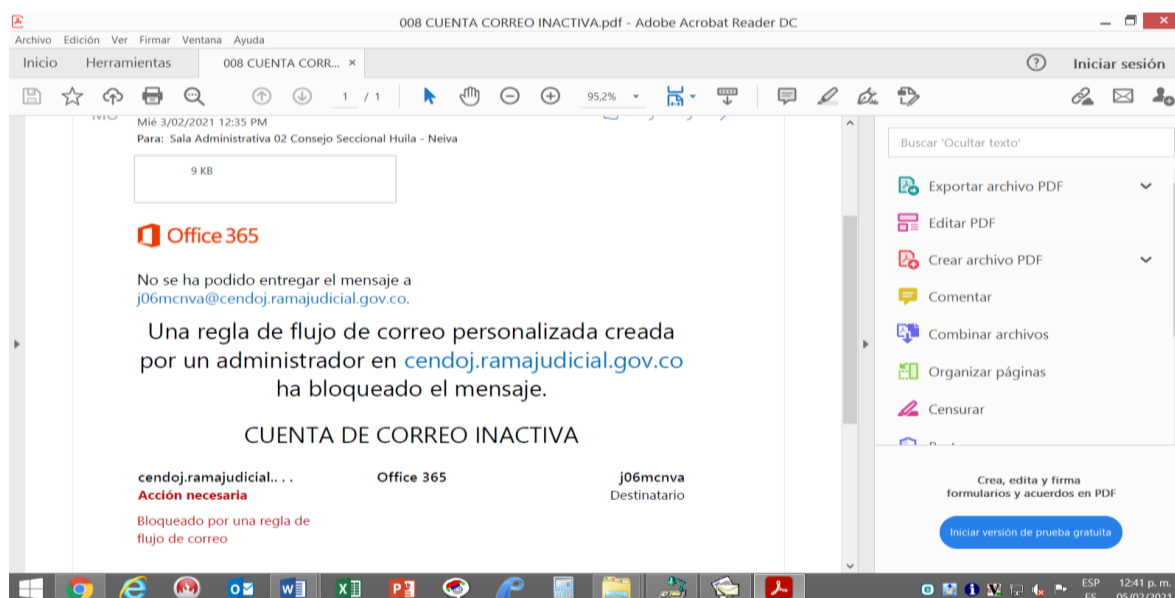 008 CUENTA CORREO INACTIVA.pdf - Adobe Acrobat Reader DC
Archivo Edición Ver Firmar Ventana Ayuda
Inicio Herramientas 008 CUENTA CORR... × Iniciar sesión
1 / 1 95,2%
Mié 3/02/2021 12:35 PM
Para: Sala Administrativa 02 Consejo Seccional Huila - Neiva
9 KB
Office 365
No se ha podido entregar el mensaje a
j06mcnva@cendoj.ramajudicial.gov.co.
Una regla de flujo de correo personalizada creada
por un administrador en cendoj.ramajudicial.gov.co
ha bloqueado el mensaje.
CUENTA DE CORREO INACTIVA
cendoj.ramajudicial.. . . Office 365 j06mcnva
Acción necesaria Destinatario
Bloqueado por una regla de
flujo de correo
Buscar 'Ocultar texto'
Exportar archivo PDF
Editar PDF
Crear archivo PDF
Comentar
Combinar archivos
Organizar páginas
Censurar
Crea, edita y firma
formularios y acuerdos en PDF
Iniciar versión de prueba gratuita
ESP 12:41 p. m.
ES 05/02/2021